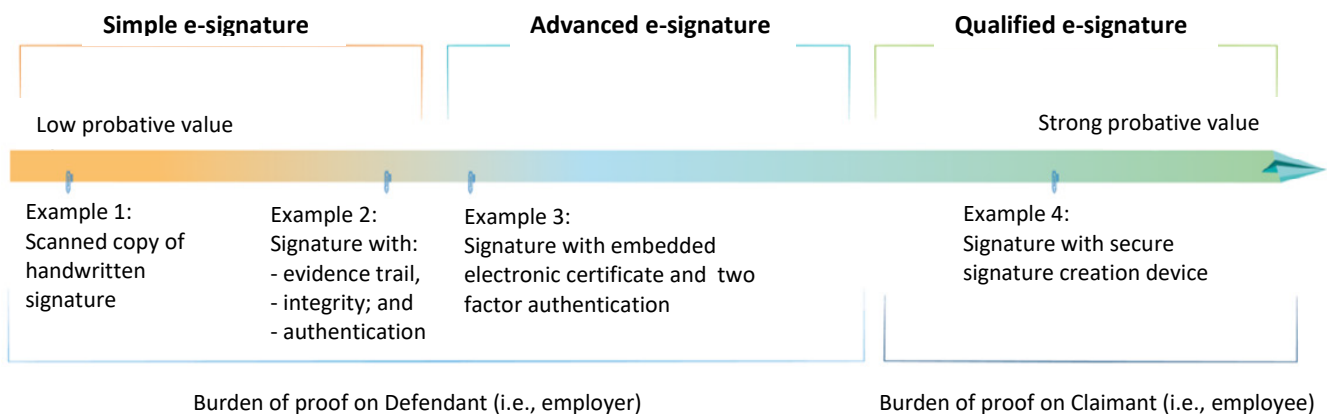 Simple e-signature
Advanced e-signature
Qualified e-signature
Low probative value
Strong probative value
Example 1:
Scanned copy of
handwritten
signature
Example 2:
Signature with:
- evidence trail,
- integrity; and
- authentication
Example 3:
Signature with embedded
electronic certificate and two
factor authentication
Example 4:
Signature with secure
signature creation device
Burden of proof on Defendant (i.e., employer)
Burden of proof on Claimant (i.e., employee)